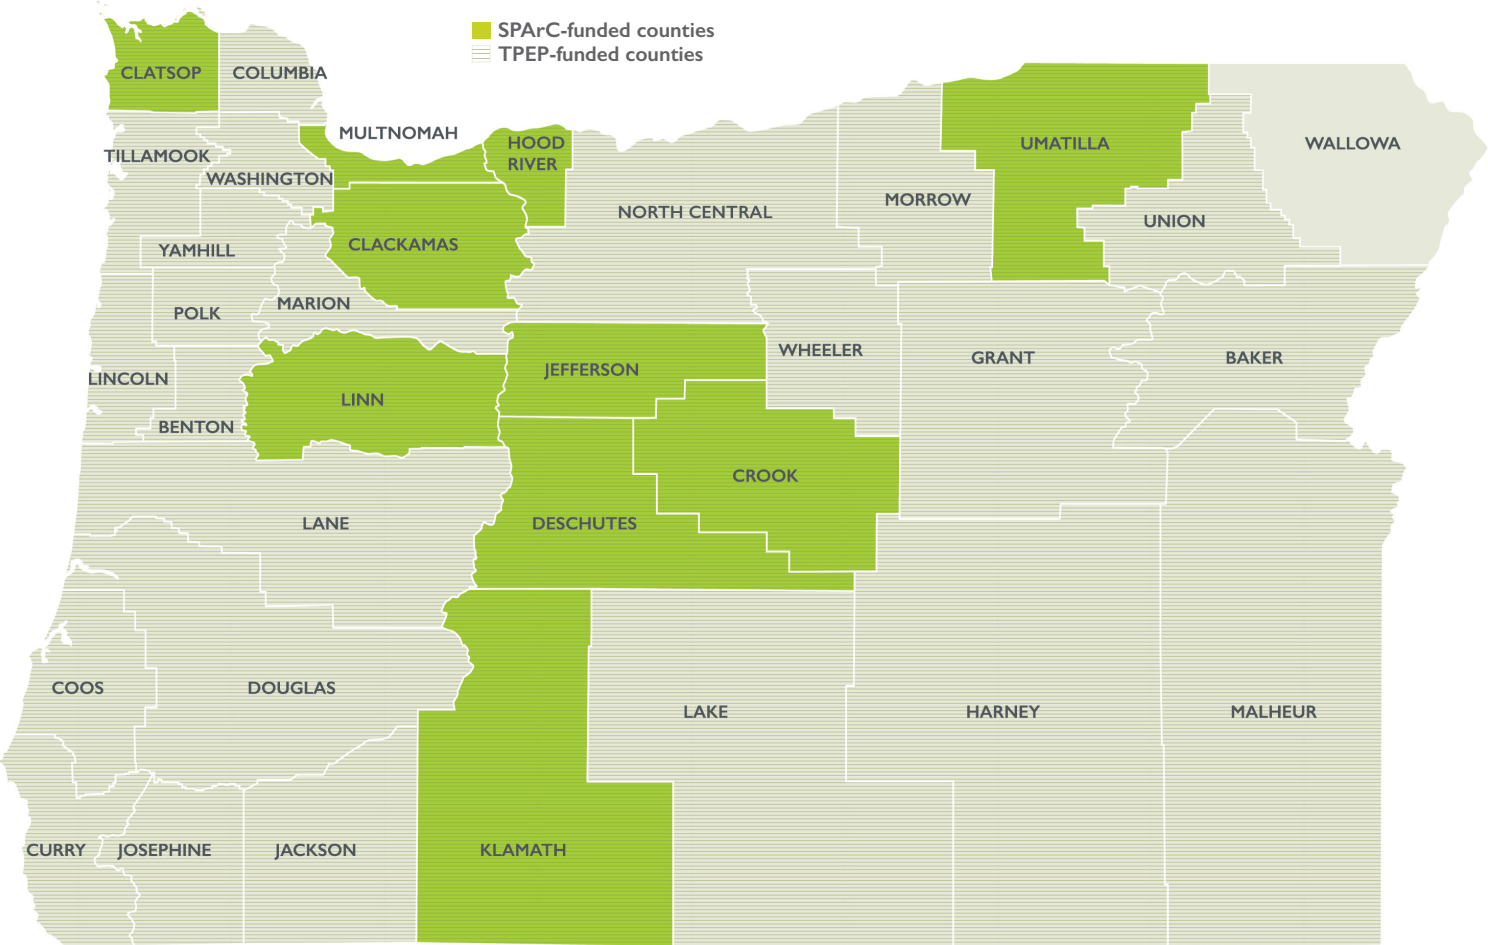 SPArC-funded counties
TPEP-funded counties
CLATSOP
COLUMBIA
MULTNOMAH
HOOD
RIVER
UMATILLA
WALLOWA
TILLAMOOK
WASHINGTON
NORTH CENTRAL
MORROW
UNION
YAMHILL
CLACKAMAS
POLK
MARION
WHEELER
GRANT
BAKER
JEFFERSON
LINCOLN
LINN
BENTON
CROOK
LANE
DESCHUTES
COOS
DOUGLAS
LAKE
HARNEY
MALHEUR
CURRY
JOSEPHINE
JACKSON
KLAMATH